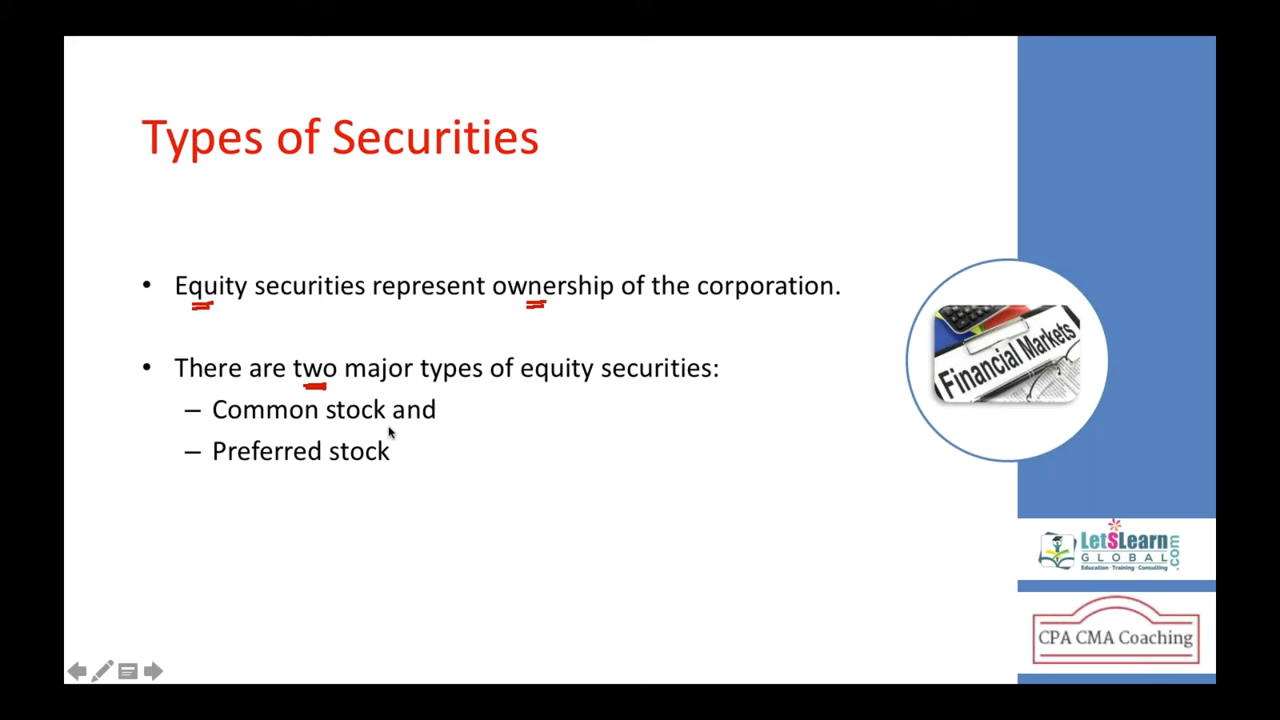 Types of Securities
• Equity securities represent ownership of the corporation.
• There are two major types of equity securities:
– Common stock and
– Preferred stock
Financial Markets
LetSLearn
GLOBAL
.com
Education • Training • Consulting
CPA CMA Coaching